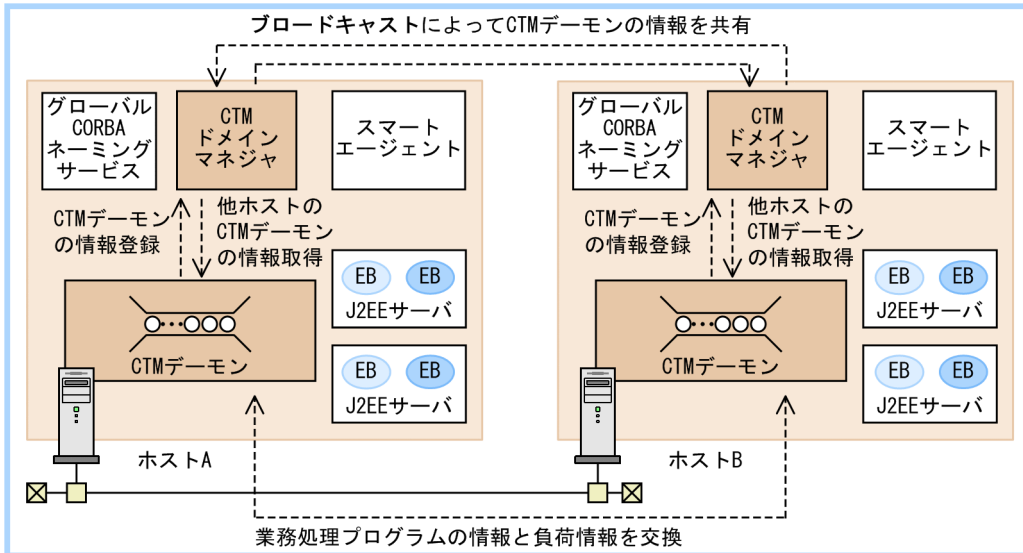 ブロードキャストによってCTMデーモンの情報を共有
グローバル
CORBA
ネーミング
サービス
CTM
ドメイン
マネジャ
スマート
エージェント
CTMデーモン
の情報登録
他ホストの
CTMデーモン
の情報取得
EB EB
J2EEサーバ
EB EB
J2EEサーバ
CTMデーモン
ホストA
グローバル
CORBA
ネーミング
サービス
CTM
ドメイン
マネジャ
スマート
エージェント
CTMデーモン
の情報登録
他ホストの
CTMデーモン
の情報取得
EB EB
J2EEサーバ
EB EB
J2EEサーバ
CTMデーモン
ホストB
業務処理プログラムの情報と負荷情報を交換